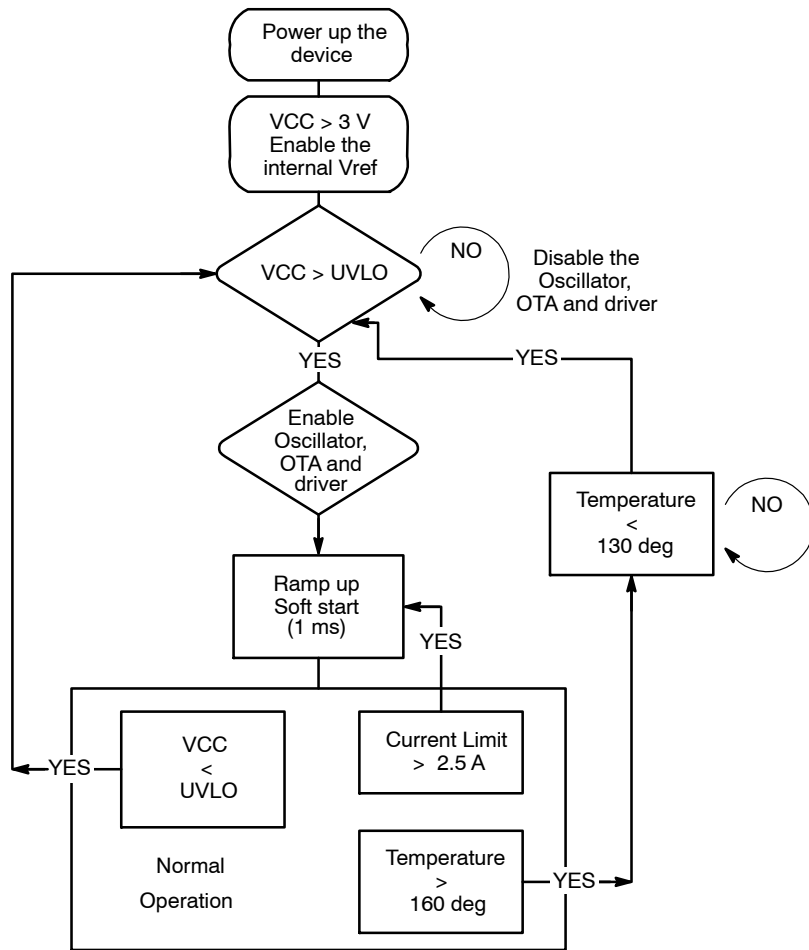 Power up the
device
VCC > 3 V
Enable the
internal Vref
VCC > UVLO
NO
Disable the
Oscillator,
OTA and driver
YES
YES
Enable
Oscillator,
OTA and
driver
Temperature
<
130 deg
NO
Ramp up
Soft start
(1 ms)
YES
VCC
<
UVLO
YES
Current Limit
> 2.5 A
Normal
Operation
Temperature
>
160 deg
YES